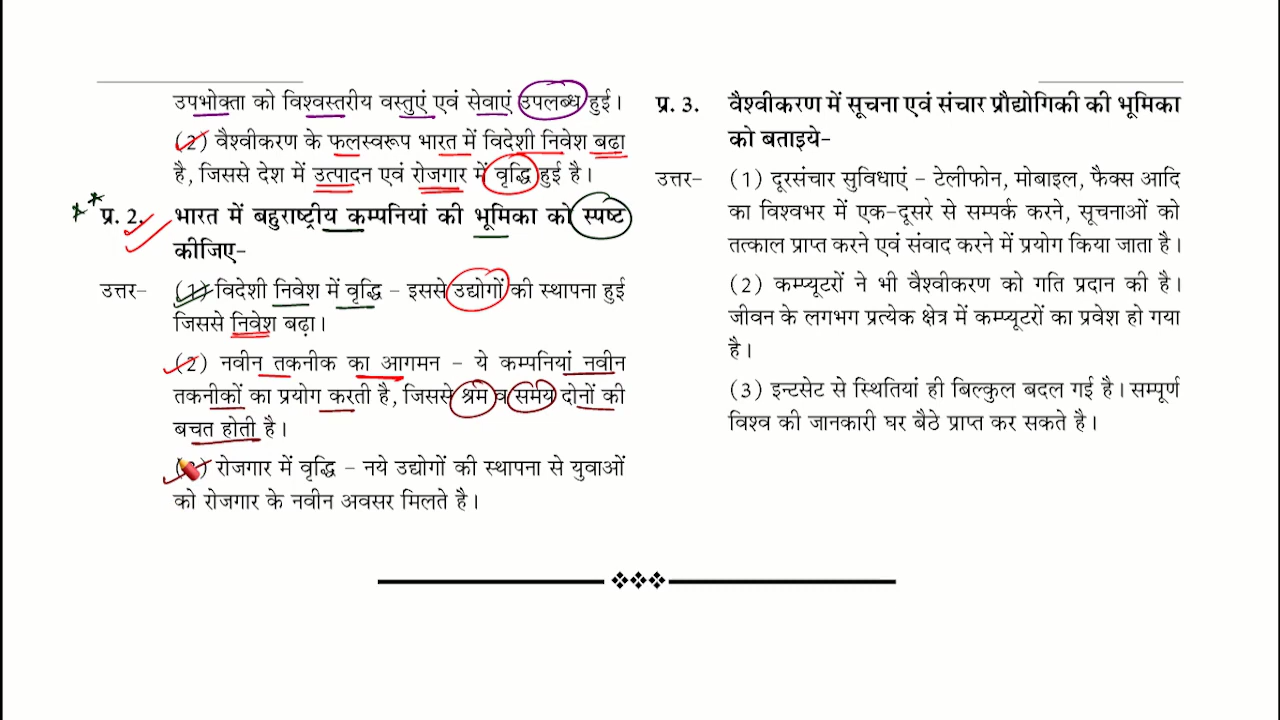 उपभोक्ता को विश्वस्तरीय वस्तुएं एवं सेवाएं उपलब्ध हुई।
(2) वैश्वीकरण के फलस्वरूप भारत में विदेशी निवेश बढा
है, जिससे देश में उत्पादन एवं रोजगार में वृद्धि हुई है।
प्र. 2. भारत में बहुराष्ट्रीय कम्पनियां की भूमिका को स्पष्ट
कीजिए-
उत्तर- (1) विदेशी निवेश में वृद्धि - इससे उद्योगों की स्थापना हुई
जिससे निवेश बढ़ा।
(2) नवीन तकनीक का आगमन - ये कम्पनियां नवीन
तकनीकों का प्रयोग करती है, जिससे श्रम व समय दोनों की
बचत होती है।
(3) रोजगार में वृद्धि - नये उद्योगों की स्थापना से युवाओं
को रोजगार के नवीन अवसर मिलते है।
प्र. 3. वैश्वीकरण में सूचना एवं संचार प्रौद्योगिकी की भूमिका
को बताइये-
उत्तर- (1) दूरसंचार सुविधाएं - टेलीफोन, मोबाइल, फैक्स आदि
का विश्वभर में एक-दूसरे से सम्पर्क करने, सूचनाओं को
तत्काल प्राप्त करने एवं संवाद करने में प्रयोग किया जाता है।
(2) कम्प्यूटरों ने भी वैश्वीकरण को गति प्रदान की है।
जीवन के लगभग प्रत्येक क्षेत्र में कम्प्यूटरों का प्रवेश हो गया
है।
(3) इन्टसेट से स्थितियां ही बिल्कुल बदल गई है। सम्पूर्ण
विश्व की जानकारी घर बैठे प्राप्त कर सकते है।